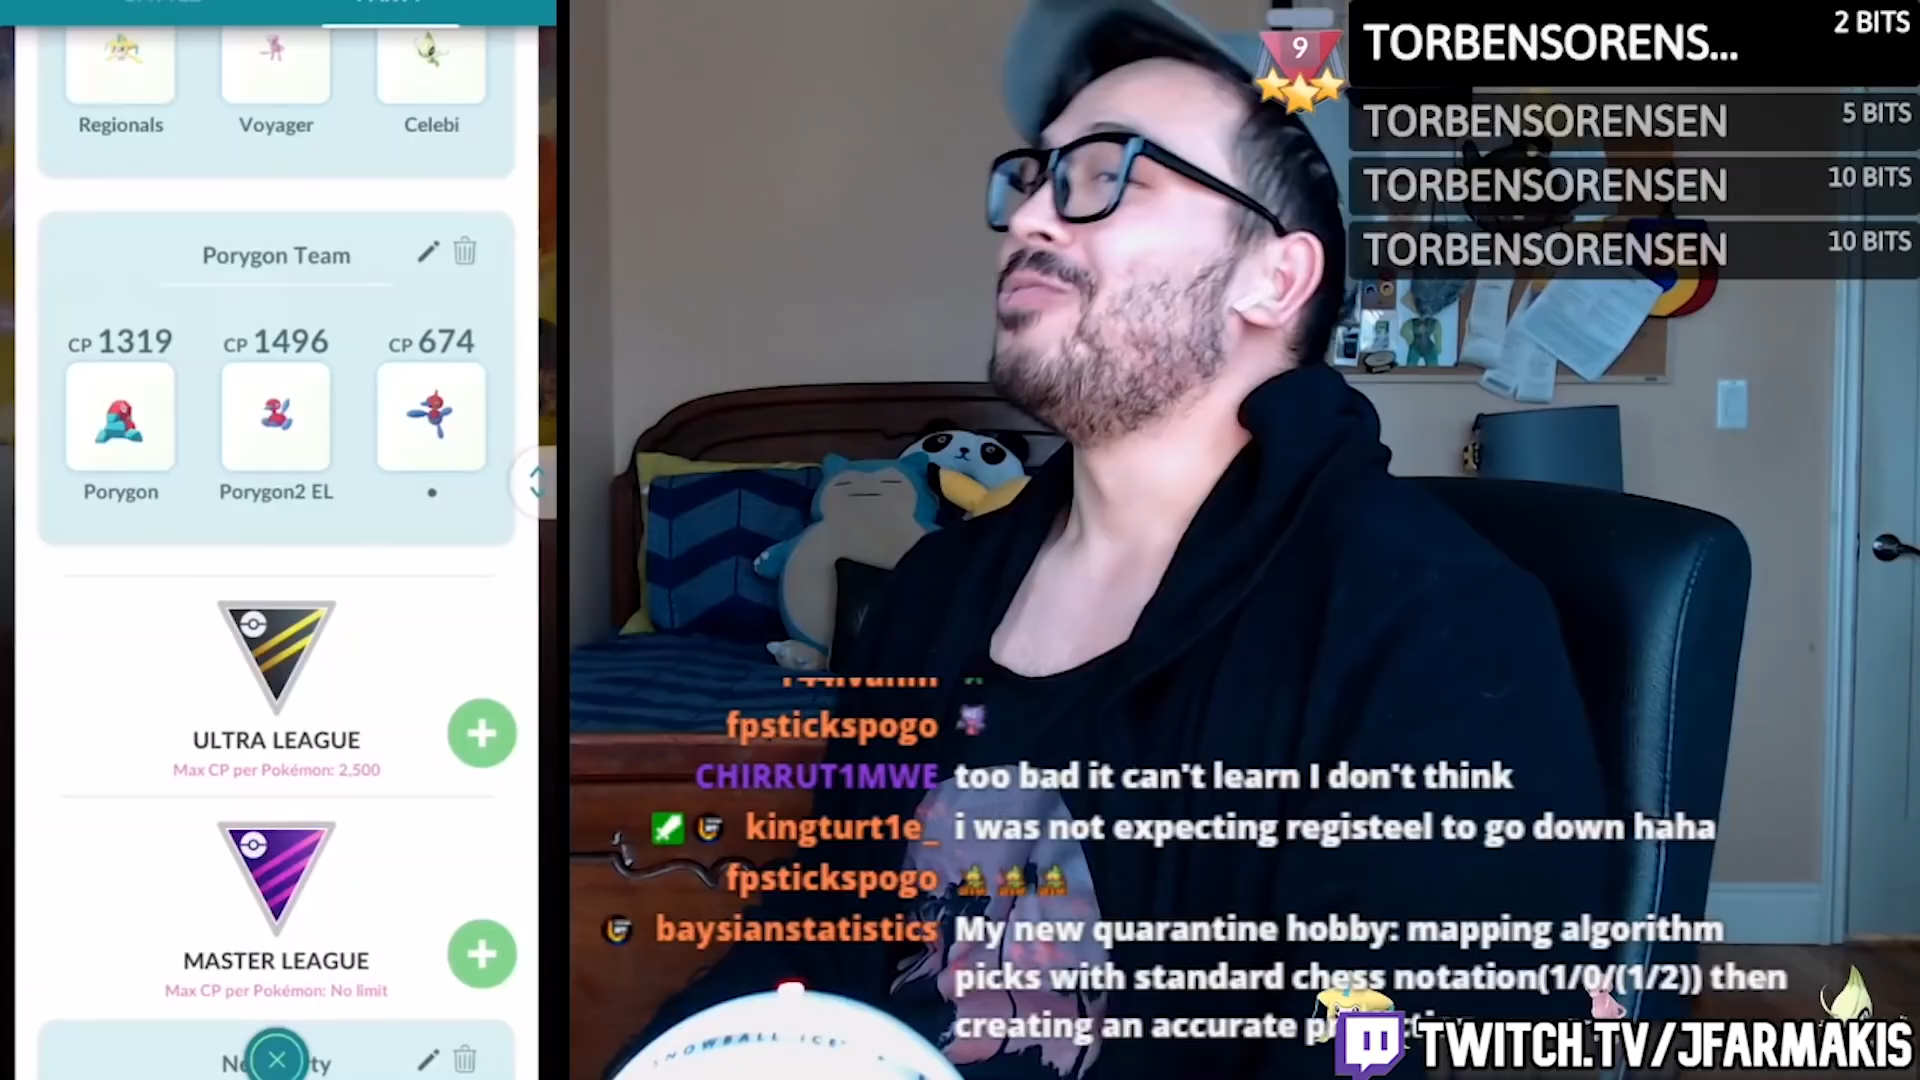 PARTY
Regionals
Voyager
Celebi
Porygon Team
CP 1319
CP 1496
CP 674
Porygon
Porygon2 EL
ULTRA LEAGUE
Max CP per Pokémon: 2,500
MASTER LEAGUE
Max CP per Pokémon: No limit
9
TORBENSORENS...
2 BITS
TORBENSORENSEN
5 BITS
TORBENSORENSEN
10 BITS
TORBENSORENSEN
10 BITS
fpstickspogo
CHIRRUT1MWE too bad it can't learn I don't think
kingturt1e_ i was not expecting registeel to go down haha
fpstickspogo
baysianstatistics My new quarantine hobby: mapping algorithm
picks with standard chess notation(1/0/(1/2)) then
creating an accurate
SNOWBALL ICE
TWITCH.TV/JFARMAKIS